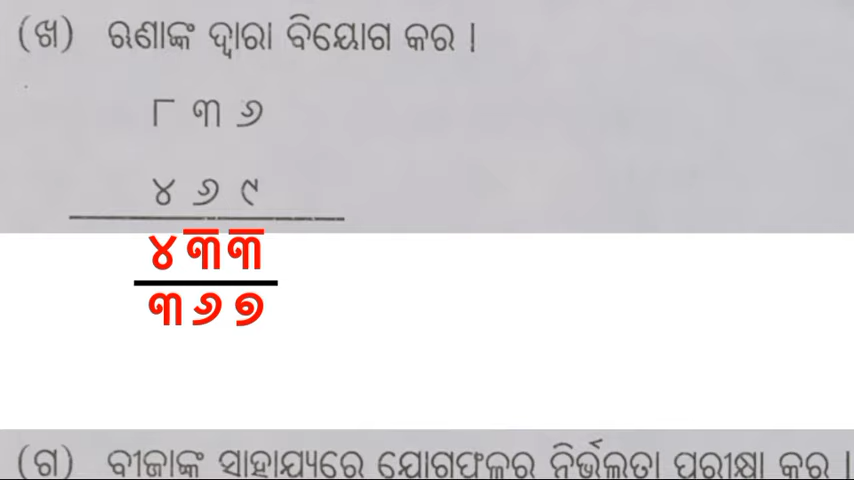 (ଖ) ଋଣାଙ୍କ ଦ୍ୱାରା ବିୟୋଗ କର ।
୮ ୩ ୬
୪ ୬ ୯
୪ ୩̅ ୩̅
୩ ୬ ୭
(ଗ) ବୀଜାଙ୍କ ସାହାଯ୍ୟରେ ଯୋଗଫଳର ନିର୍ଭୁଲତା ପରୀକ୍ଷା କର ।